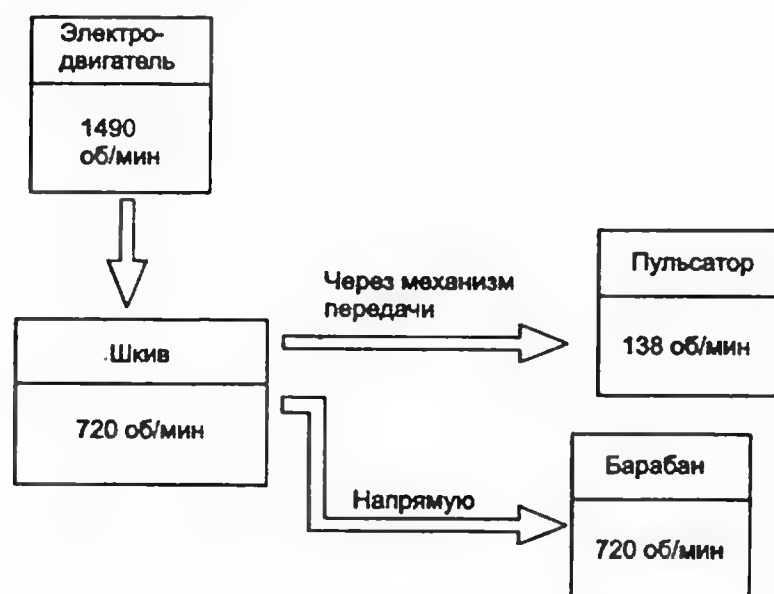 Электро-
двигатель
1490
об/мин
Через механизм
передачи
Пульсатор
138 об/мин
Шкив
720 об/мин
Напрямую
Барабан
720 об/мин